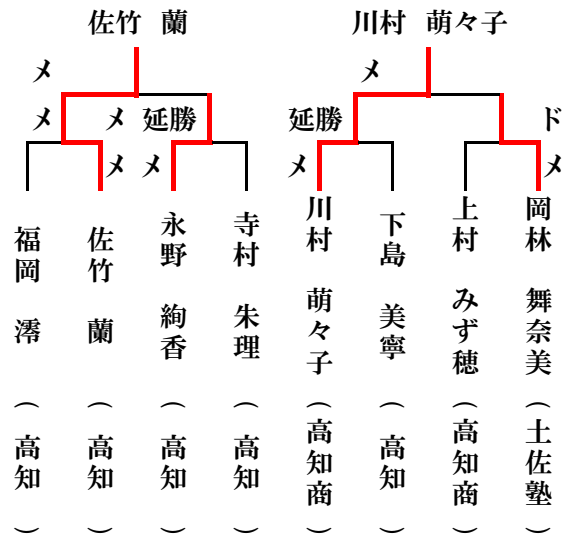 佐竹 蘭
川村 萌々子
メ
メ
メ
メ
延勝
延勝
ド
メ
メ
メ
メ
福岡 澪（高知）
佐竹 蘭（高知）
永野 絢香（高知）
寺村 朱理（高知）
川村 萌々子（高知商）
下島 美寧（高知）
上村 みず穂（高知商）
岡林 舞奈美（土佐塾）